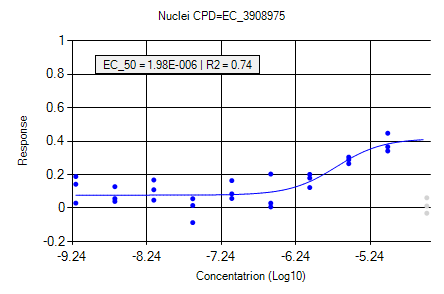 Nuclei CPD=EC_3908975
EC_50 = 1.98E-006 | R2 = 0.74
1
0.8
0.6
0.4
0.2
0
-0.2
Response
-9.24 -8.24 -7.24 -6.24 -5.24
Concentatrion (Log10)